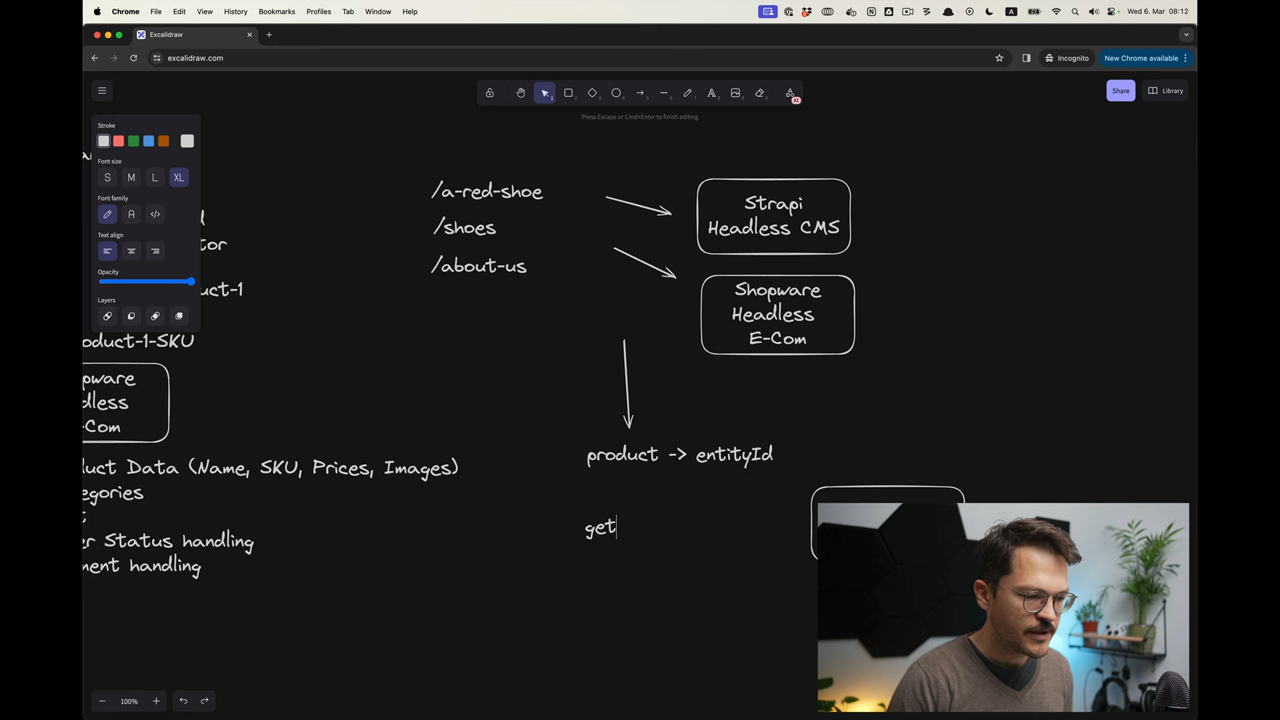 Chrome File Edit View History Bookmarks Profiles Tab Window Help
Wed 6. Mar 08:12
Excalidraw
excalidraw.com
Incognito
New Chrome available
Share
Library
Press Escape or Cmd+Enter to finish editing
Stroke
Font size
S M L XL
Font family
A
Text align
Opacity
Layers
tor
uct-1
oduct-1-SKU
pware
dless
-Com
uct Data (Name, SKU, Prices, Images)
egories
er Status handling
ment handling
/a-red-shoe
/shoes
/about-us
Strapi
Headless CMS
Shopware
Headless
E-Com
product -> entityId
get
100%